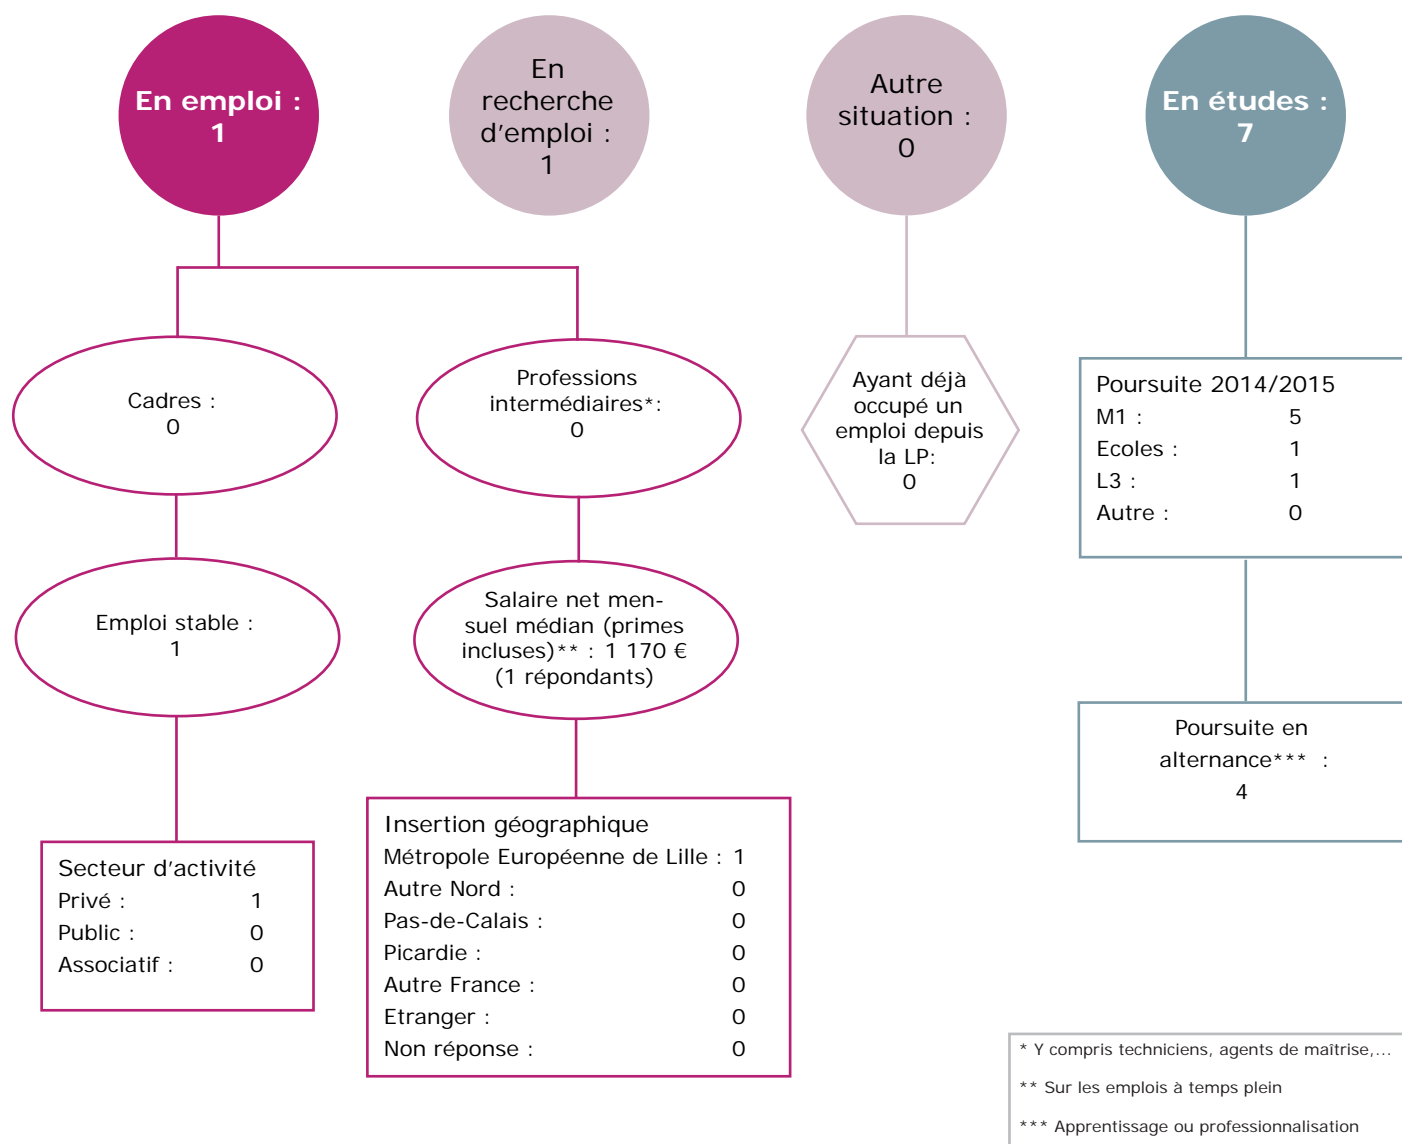 En emploi :
1
En
recherche
d'emploi :
1
Autre
situation :
0
En études :
7
Cadres :
0
Professions
intermédiaires*:
0
Ayant déjà
occupé un
emploi depuis
la LP:
0
Poursuite 2014/2015
M1 : 5
Ecoles : 1
L3 : 1
Autre : 0
Emploi stable :
1
Salaire net men-
suel médian (primes
incluses)** : 1 170 €
(1 répondants)
Poursuite en
alternance*** :
4
Secteur d'activité
Privé : 1
Public : 0
Associatif : 0
Insertion géographique
Métropole Européenne de Lille : 1
Autre Nord : 0
Pas-de-Calais : 0
Picardie : 0
Autre France : 0
Etranger : 0
Non réponse : 0
* Y compris techniciens, agents de maîtrise,...
** Sur les emplois à temps plein
*** Apprentissage ou professionnalisation